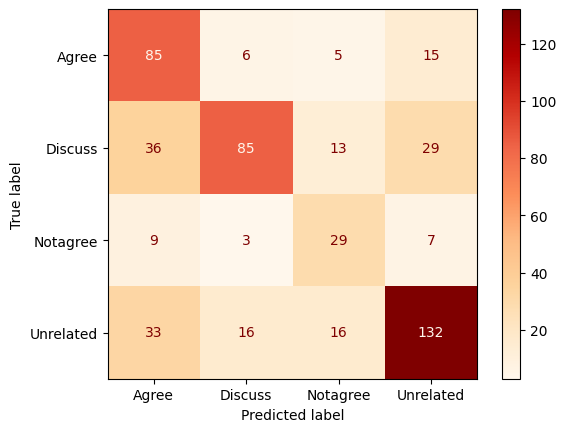 Agree 85 6 5 15
Discuss 36 85 13 29
Notagree 9 3 29 7
Unrelated 33 16 16 132
Agree Discuss Notagree Unrelated
Predicted label
True label
120
100
80
60
40
20